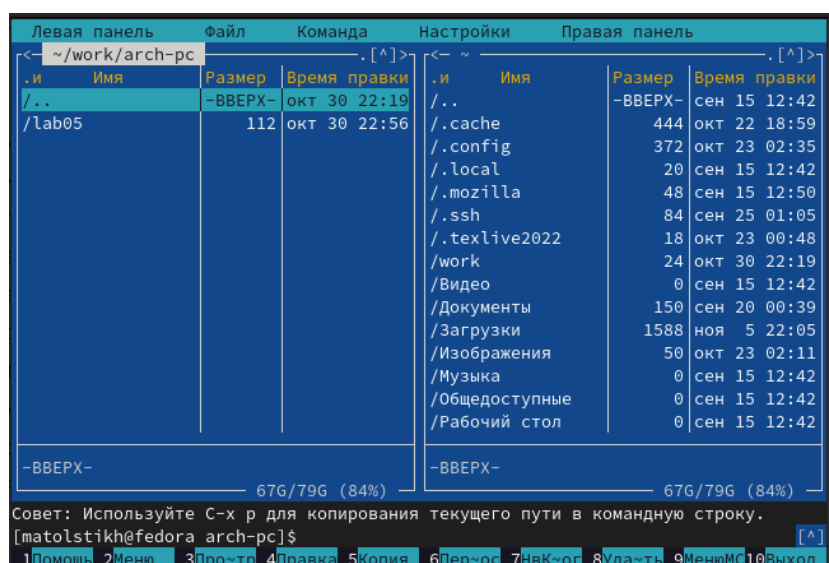 Левая панель Файл Команда Настройки Правая панель
<- ~/work/arch-pc .[^]> <- ~ .[^]>
.и Имя Размер Время правки .и Имя Размер Время правки
/.. -ВВЕРХ- окт 30 22:19 /.. -ВВЕРХ- сен 15 12:42
/lab05 112 окт 30 22:56 /.cache 444 окт 22 18:59
/.config 372 окт 23 02:35
/.local 20 сен 15 12:42
/.mozilla 48 сен 15 12:50
/.ssh 84 сен 25 01:05
/.texlive2022 18 окт 23 00:48
/work 24 окт 30 22:19
/Видео 0 сен 15 12:42
/Документы 150 сен 20 00:39
/Загрузки 1588 ноя 5 22:05
/Изображения 50 окт 23 02:11
/Музыка 0 сен 15 12:42
/Общедоступные 0 сен 15 12:42
/Рабочий стол 0 сен 15 12:42
-ВВЕРХ- -ВВЕРХ-
67G/79G (84%) 67G/79G (84%)
Совет: Используйте C-x p для копирования текущего пути в командную строку.
[matolstikh@fedora arch-pc]$ [^]
1Помощь 2Меню 3Про~тр 4Правка 5Копия 6Пер~ос 7НвК~ог 8Уда~ть 9МенюMC 10Выход